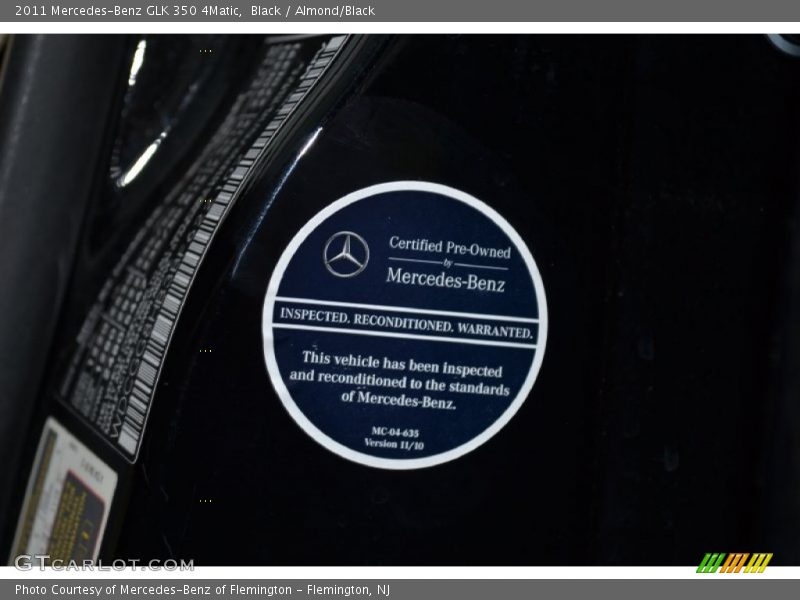 2011 Mercedes-Benz GLK 350 4Matic, Black / Almond/Black
Certified Pre-Owned
by
Mercedes-Benz
INSPECTED. RECONDITIONED. WARRANTED.
This vehicle has been inspected
and reconditioned to the standards
of Mercedes-Benz.
MC-04-635
Version 11/10
GTCARLOT.COM
Photo Courtesy of Mercedes-Benz of Flemington - Flemington, NJ